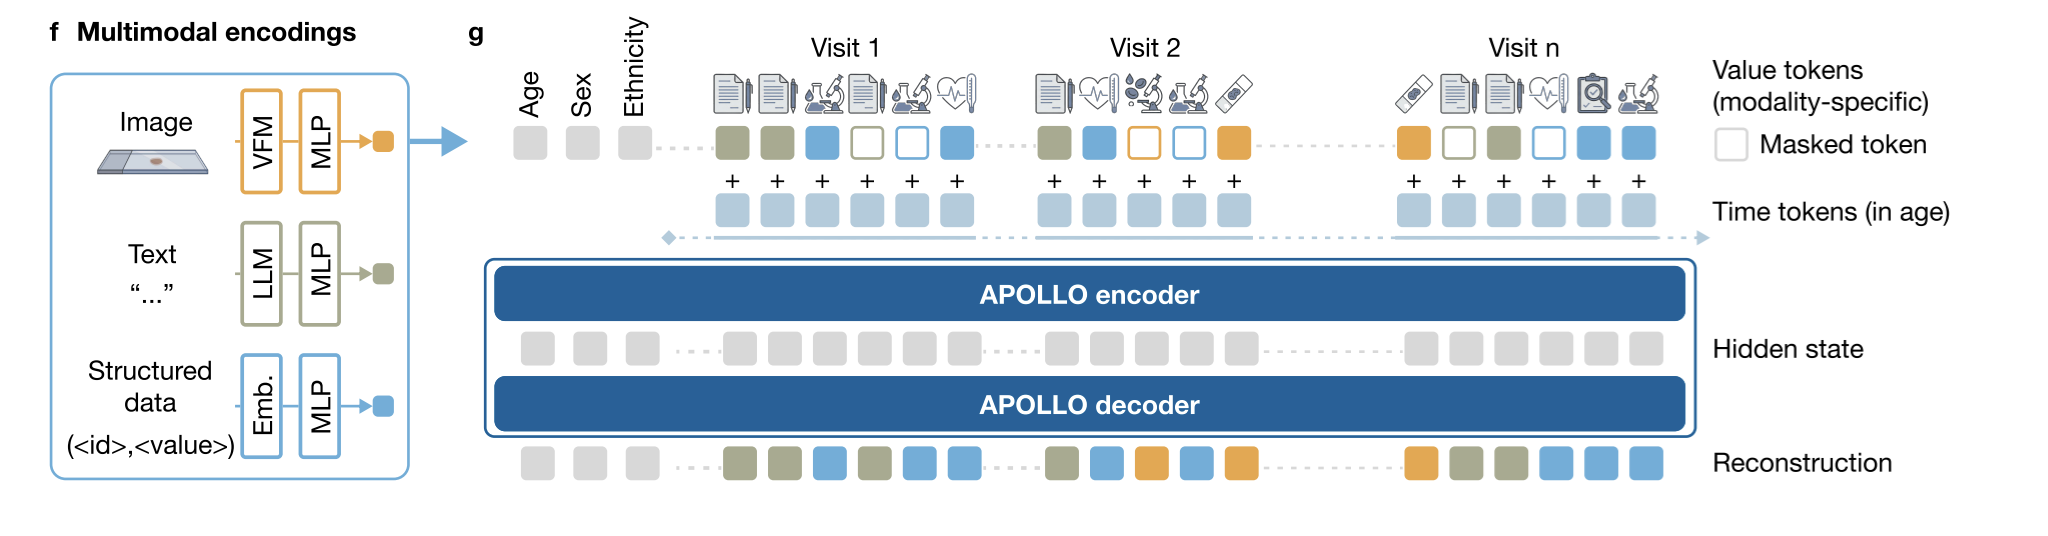 f Multimodal encodings
Image
VFM
MLP
Text
“...”
LLM
MLP
Structured
data
(<id>,<value>)
Emb.
MLP
g
Age
Sex
Ethnicity
Visit 1
Visit 2
Visit n
+ + + + + +
+ + + + +
+ + + + + +
Value tokens
(modality-specific)
Masked token
Time tokens (in age)
APOLLO encoder
Hidden state
APOLLO decoder
Reconstruction